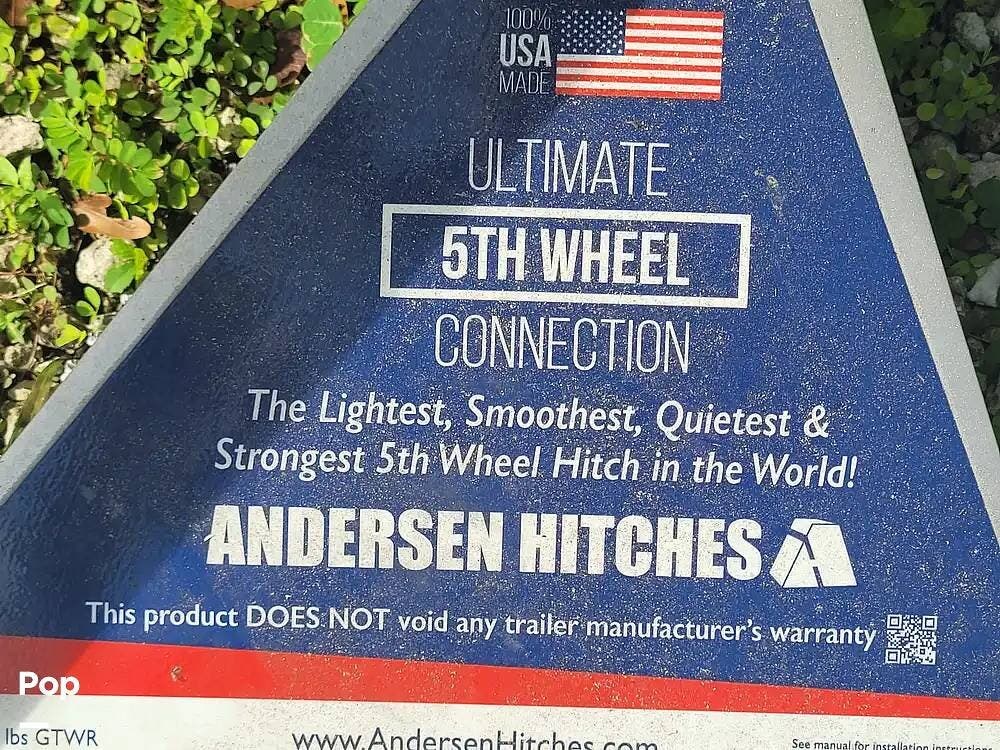 100%
USA
MADE
ULTIMATE
5TH WHEEL
CONNECTION
The Lightest, Smoothest, Quietest &
Strongest 5th Wheel Hitch in the World!
ANDERSEN HITCHES
This product DOES NOT void any trailer manufacturer's warranty
Pop
lbs GTWR
www.AndersenHitches.com
See manual for installation instructions